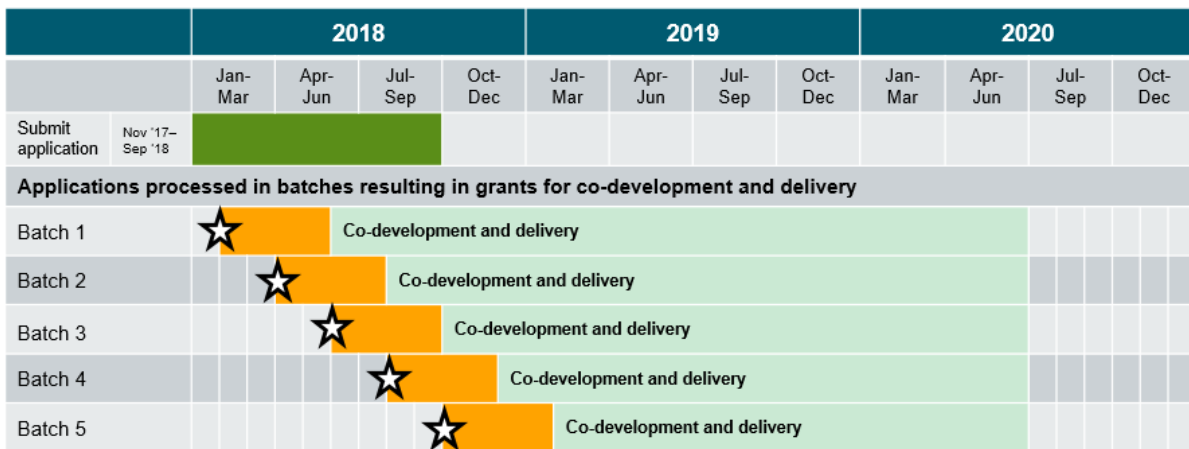 2018 2019 2020
Jan- Apr- Jul- Oct- Jan- Apr- Jul- Oct- Jan- Apr- Jul- Oct-
Mar Jun Sep Dec Mar Jun Sep Dec Mar Jun Sep Dec
Submit Nov '17–
application Sep '18
Applications processed in batches resulting in grants for co-development and delivery
Batch 1 Co-development and delivery
Batch 2 Co-development and delivery
Batch 3 Co-development and delivery
Batch 4 Co-development and delivery
Batch 5 Co-development and delivery